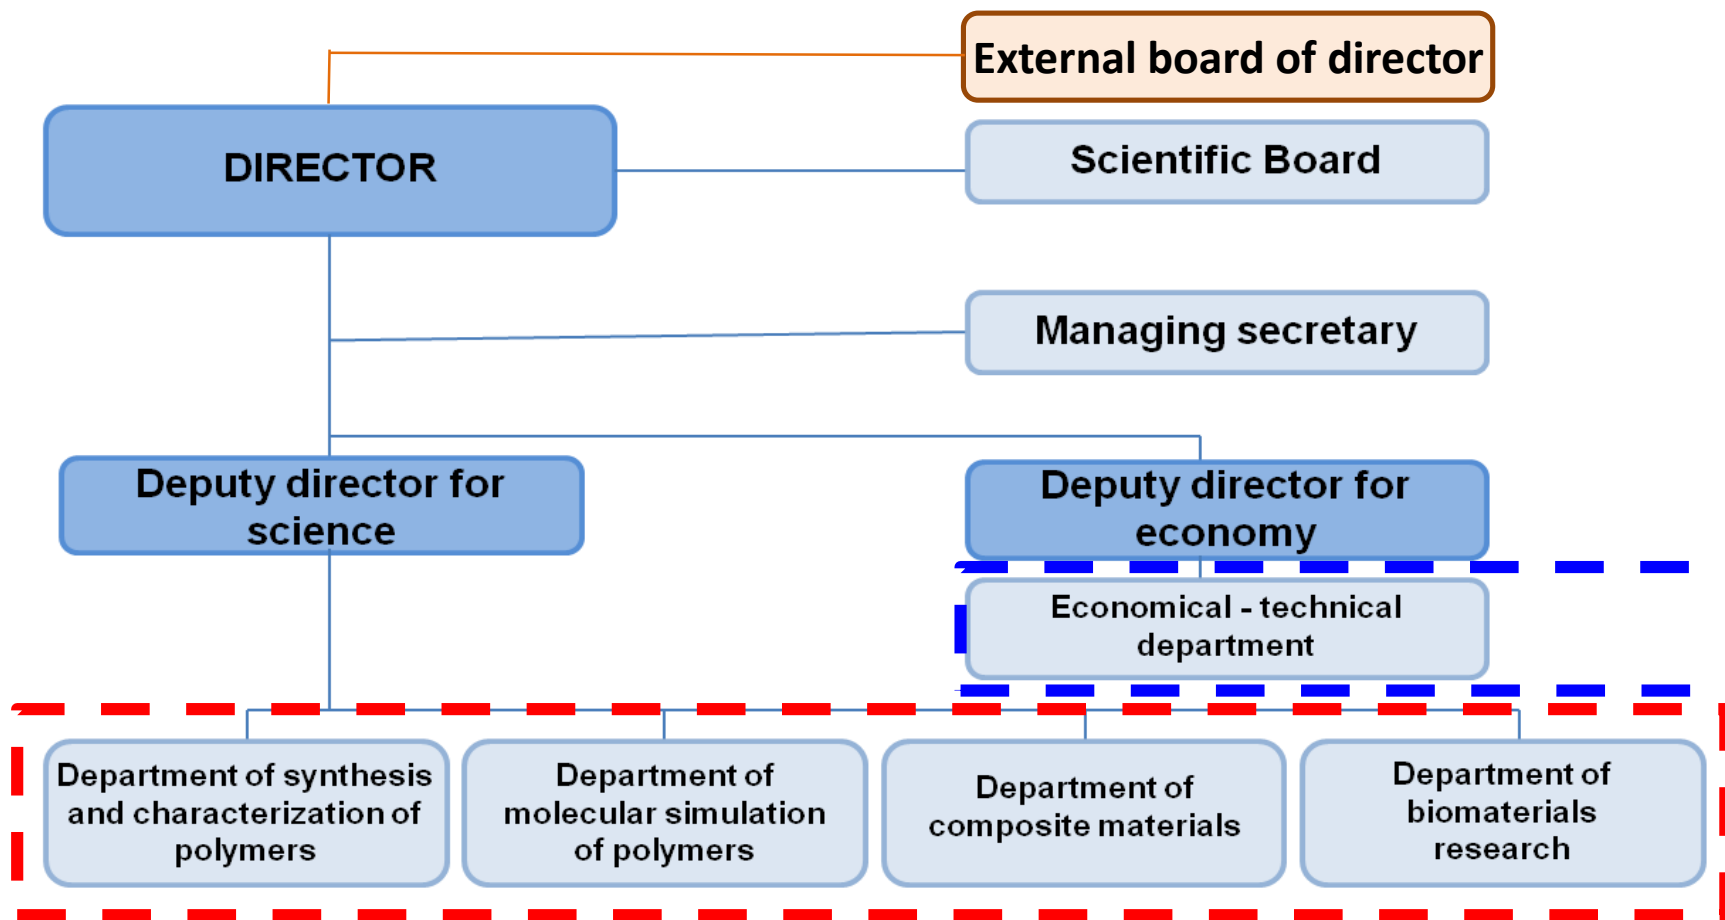 External board of director
DIRECTOR
Scientific Board
Managing secretary
Deputy director for
science
Deputy director for
economy
Economical - technical
department
Department of synthesis
and characterization of
polymers
Department of
molecular simulation
of polymers
Department of
composite materials
Department of
biomaterials
research